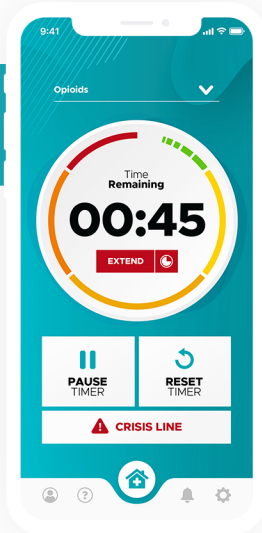 9:41
Opioids
Time
Remaining
00:45
EXTEND
PAUSE
TIMER
RESET
TIMER
CRISIS LINE
?